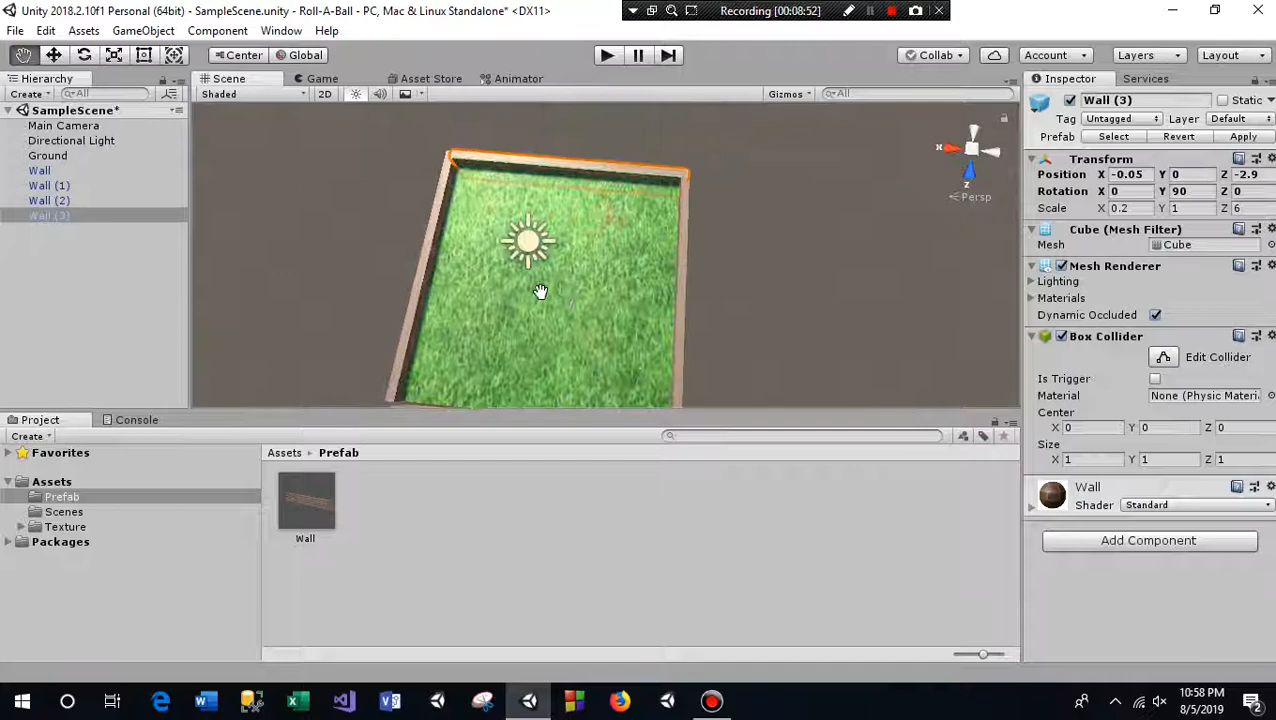 Unity 2018.2.10f1 Personal (64bit) - SampleScene.unity - Roll-A-Ball - PC, Mac & Linux Standalone* <DX11>
Recording [00:08:52]
File Edit Assets GameObject Component Window Help
Center Global
Collab Account Layers Layout
Hierarchy
Create All
SampleScene*
Main Camera
Directional Light
Ground
Wall
Wall (1)
Wall (2)
Wall (3)
Scene Game Asset Store Animator
Shaded 2D Gizmos All
x
z
Persp
Inspector Services
Wall (3) Static
Tag Untagged Layer Default
Prefab Select Revert Apply
Transform
Position X -0.05 Y 0 Z -2.9
Rotation X 0 Y 90 Z 0
Scale X 0.2 Y 1 Z 6
Cube (Mesh Filter)
Mesh Cube
Mesh Renderer
Lighting
Materials
Dynamic Occluded
Box Collider
Edit Collider
Is Trigger
Material None (Physic Materi
Center
X 0 Y 0 Z 0
Size
X 1 Y 1 Z 1
Wall
Shader Standard
Add Component
Project Console
Create
Favorites
Assets
Prefab
Scenes
Texture
Packages
Assets Prefab
Wall
10:58 PM
8/5/2019
2